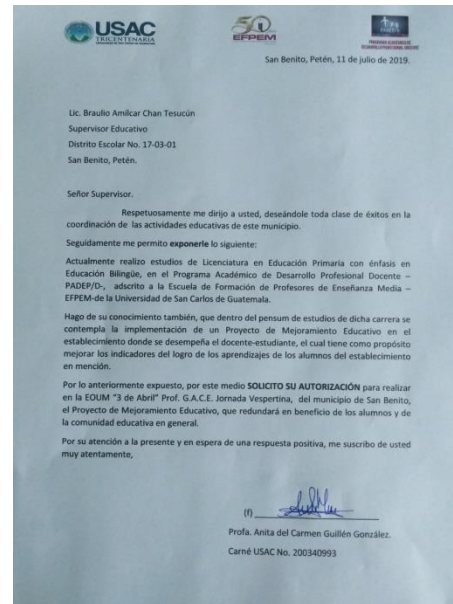 USAC
TRICENTENARIA
50
EFPEM
San Benito, Petén, 11 de julio de 2019.
Lic. Braulio Amilcar Chan Tesucún
Supervisor Educativo
Distrito Escolar No. 17-03-01
San Benito, Petén.
Señor Supervisor.
Respetuosamente me dirijo a usted, deseándole toda clase de éxitos en la
coordinación de las actividades educativas de este municipio.
Seguidamente me permito exponerle lo siguiente:
Actualmente realizo estudios de Licenciatura en Educación Primaria con énfasis en
Educación Bilingüe, en el Programa Académico de Desarrollo Profesional Docente –
PADEP/D-, adscrito a la Escuela de Formación de Profesores de Enseñanza Media –
EFPEM-de la Universidad de San Carlos de Guatemala.
Hago de su conocimiento también, que dentro del pensum de estudios de dicha carrera se
contempla la implementación de un Proyecto de Mejoramiento Educativo en el
establecimiento donde se desempeña el docente-estudiante, el cual tiene como propósito
mejorar los indicadores del logro de los aprendizajes de los alumnos del establecimiento
en mención.
Por lo anteriormente expuesto, por este medio SOLICITO SU AUTORIZACIÓN para realizar
en la EOUM "3 de Abril" Prof. G.A.C.E. Jornada Vespertina, del municipio de San Benito,
el Proyecto de Mejoramiento Educativo, que redundará en beneficio de los alumnos y de
la comunidad educativa en general.
Por su atención a la presente y en espera de una respuesta positiva, me suscribo de usted
muy atentamente,
(f)
Profa. Anita del Carmen Guillén González.
Carné USAC No. 200340993